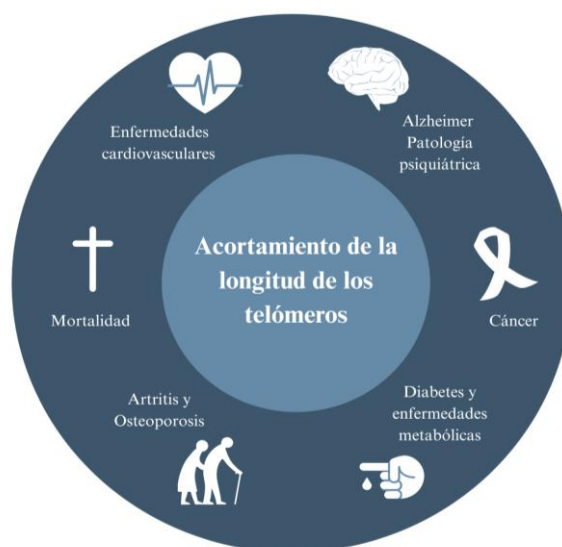 Enfermedades
cardiovasculares
Alzheimer
Patología
psiquiátrica
Acortamiento de la
longitud de los
telómeros
Mortalidad
Cáncer
Artritis y
Osteoporosis
Diabetes y
enfermedades
metabólicas